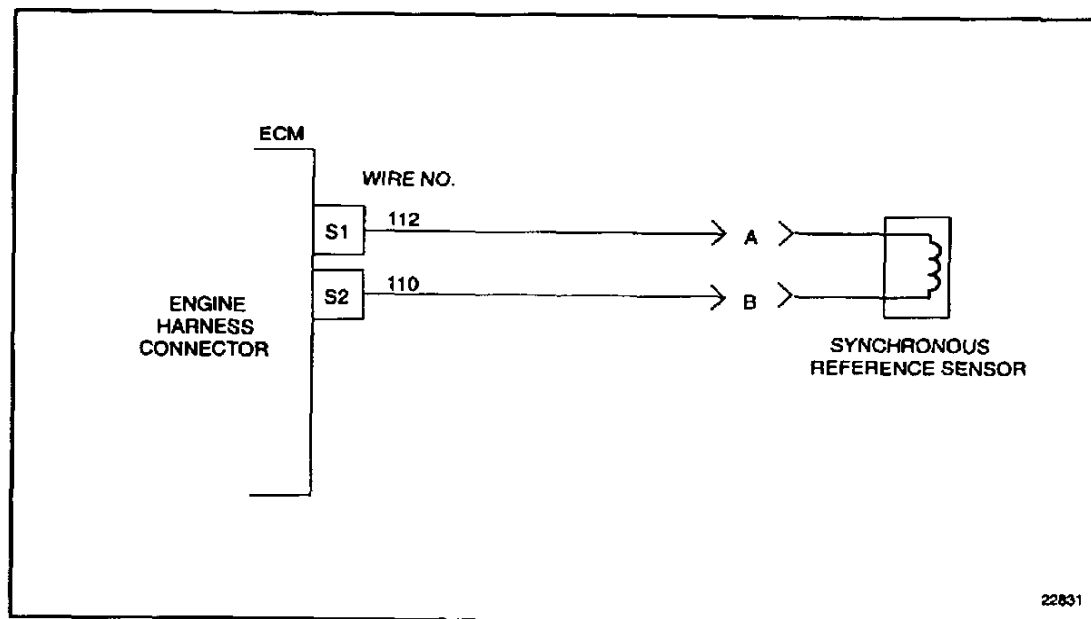 ECM
WIRE NO.
S1
112
A
S2
110
B
ENGINE
HARNESS
CONNECTOR
SYNCHRONOUS
REFERENCE SENSOR
22831